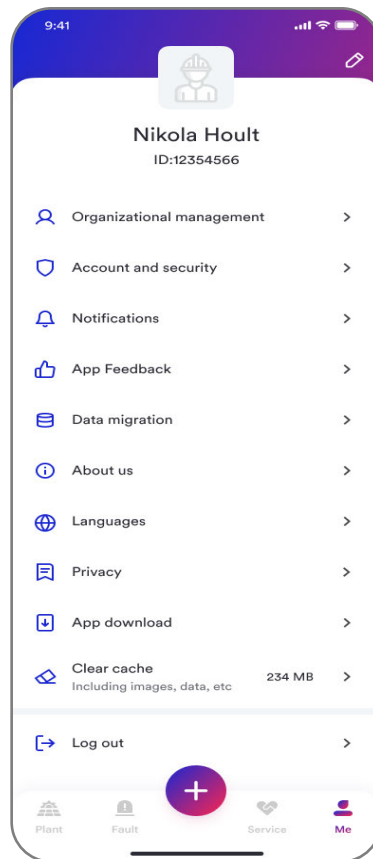 9:41
Nikola Hoult
ID:12354566
Organizational management
Account and security
Notifications
App Feedback
Data migration
About us
Languages
Privacy
App download
Clear cache
Including images, data, etc
234 MB
Log out
Plant
Fault
Service
Me